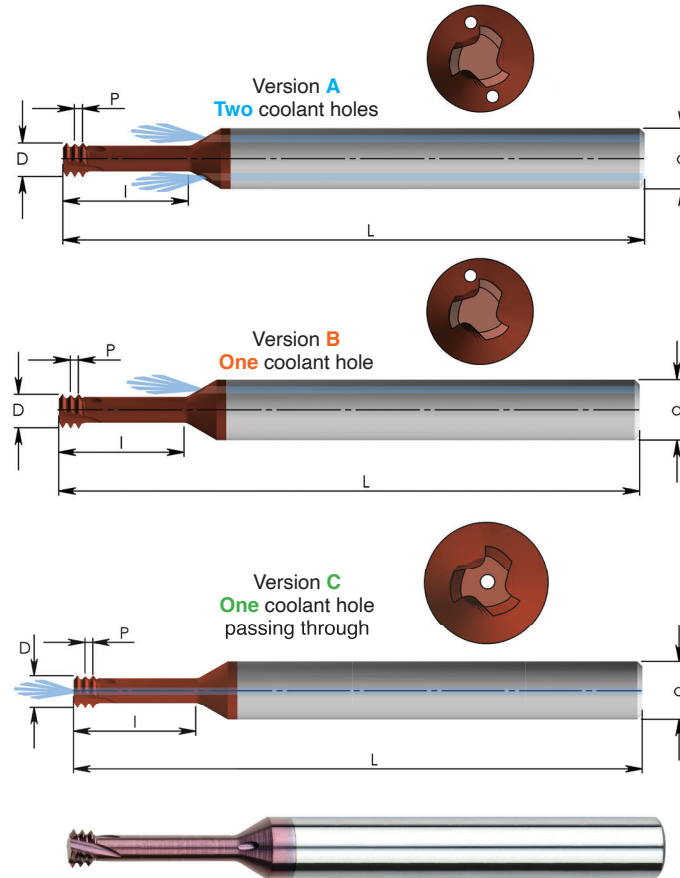 Version A
Two coolant holes
P
D
l
d
L
Version B
One coolant hole
P
D
l
d
L
Version C
One coolant hole
passing through
D
P
l
d
L